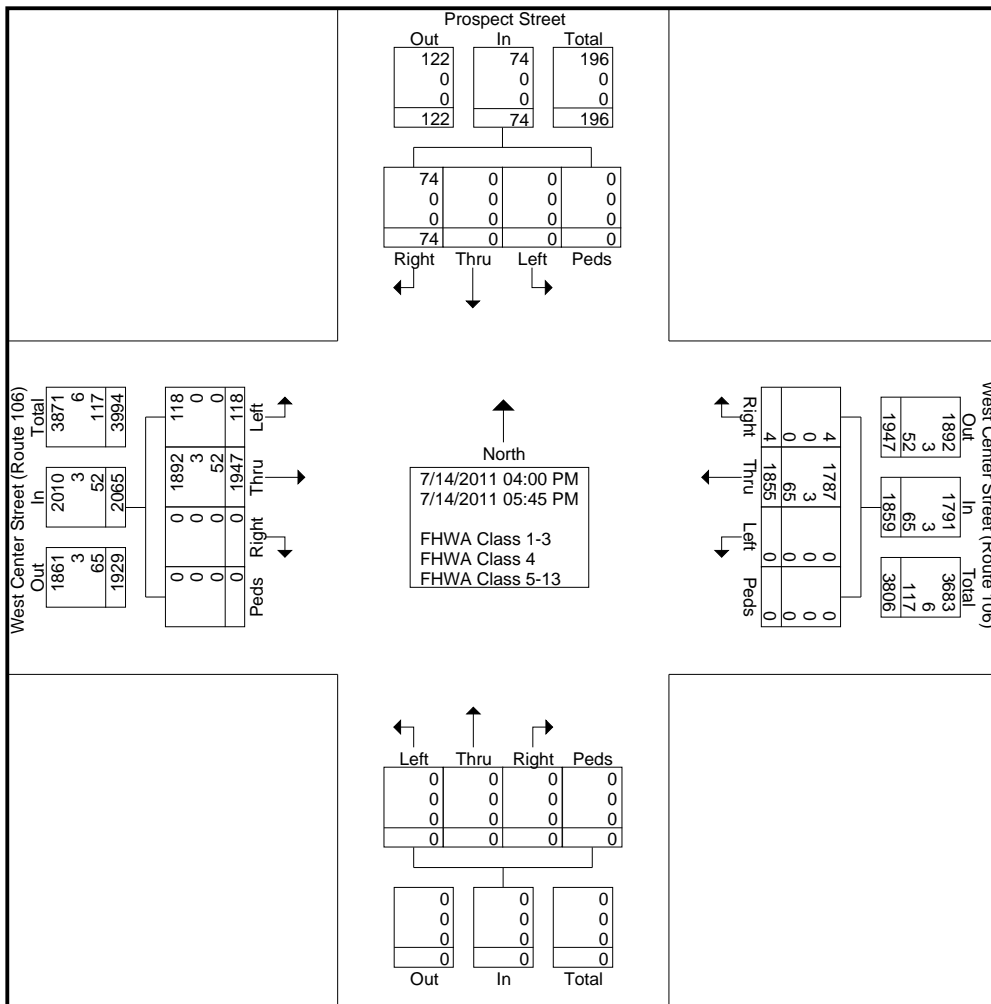 Prospect Street
Out In Total
122 74 196
0 0 0
0 0 0
122 74 196
74 0 0 0
0 0 0 0
0 0 0 0
74 0 0 0
Right Thru Left Peds
West Center Street (Route 106)
Total In Out
3871 2010 1861
6 3 3
117 52 65
3994 2065 1929
118 1892 0 0
0 3 0 0
0 52 0 0
118 1947 0 0
Left Thru Right Peds
North
7/14/2011 04:00 PM
7/14/2011 05:45 PM
FHWA Class 1-3
FHWA Class 4
FHWA Class 5-13
Right Thru Left Peds
4 1787 0 0
0 3 0 0
0 65 0 0
4 1855 0 0
West Center Street (Route 106)
Out In Total
1892 1791 3683
3 3 6
52 65 117
1947 1859 3806
Left Thru Right Peds
0 0 0 0
0 0 0 0
0 0 0 0
0 0 0 0
0 0 0
0 0 0
0 0 0
0 0 0
Out In Total